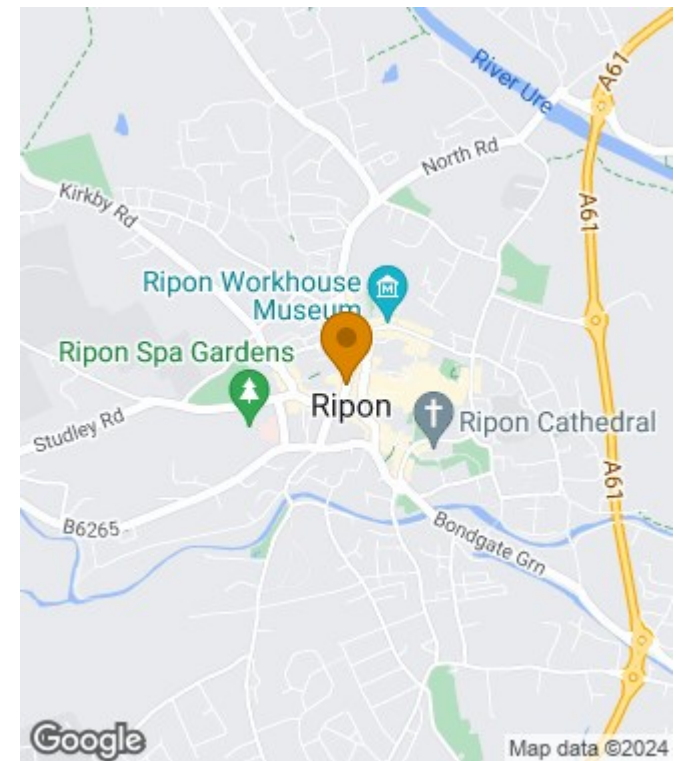 A61
River Ure
North Rd
Kirkby Rd
A61
Ripon Workhouse
Museum
M
Ripon Spa Gardens
Ripon
Ripon Cathedral
Studley Rd
A61
B6265
Bondgate Grn
Google
Map data ©2024